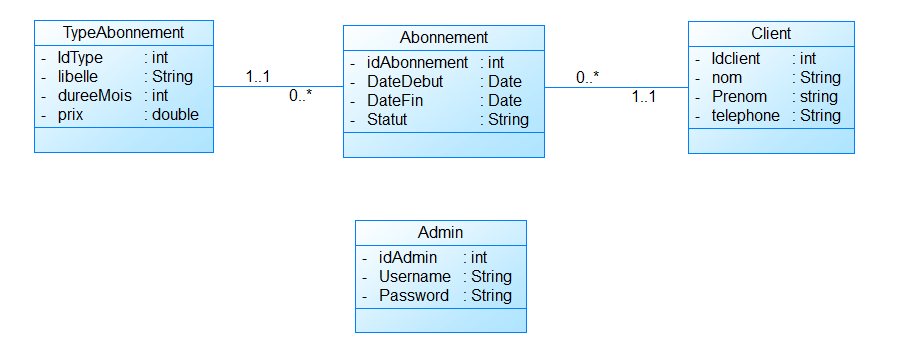 TypeAbonnement
- IdType : int
- libelle : String
- dureeMois : int
- prix : double
1..1
0..*
Abonnement
- idAbonnement : int
- DateDebut : Date
- DateFin : Date
- Statut : String
0..*
1..1
Client
- Idclient : int
- nom : String
- Prenom : string
- telephone : String
Admin
- idAdmin : int
- Username : String
- Password : String